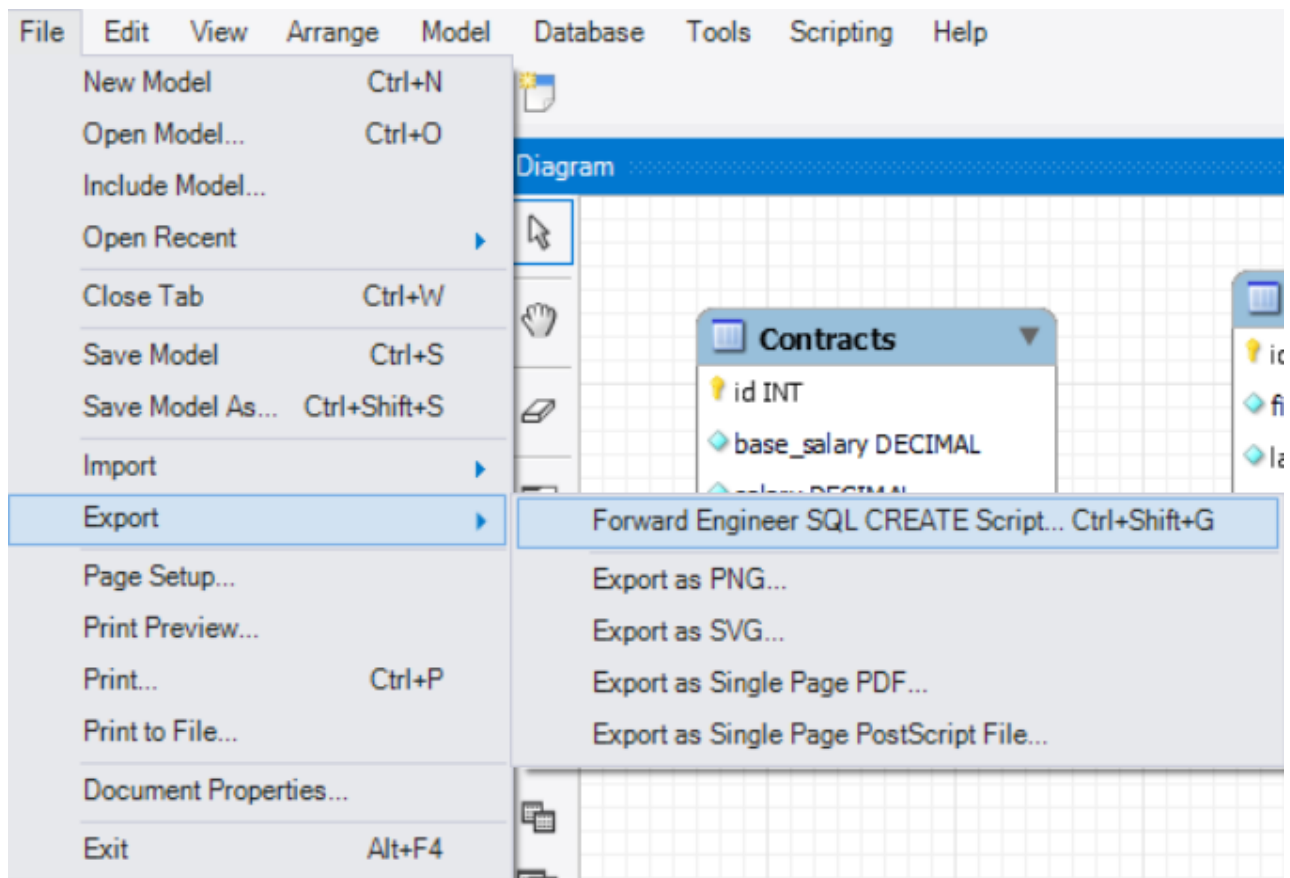 File Edit View Arrange Model Database Tools Scripting Help
New Model Ctrl+N
Open Model... Ctrl+O
Include Model...
Open Recent
Close Tab Ctrl+W
Save Model Ctrl+S
Save Model As... Ctrl+Shift+S
Import
Export
Page Setup...
Print Preview...
Print... Ctrl+P
Print to File...
Document Properties...
Exit Alt+F4
Forward Engineer SQL CREATE Script... Ctrl+Shift+G
Export as PNG...
Export as SVG...
Export as Single Page PDF...
Export as Single Page PostScript File...
Diagram
Contracts
id INT
base_salary DECIMAL